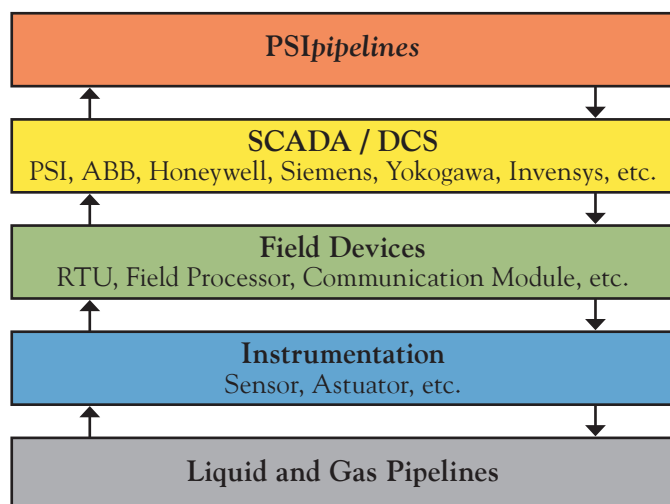 PSIpipelines
SCADA / DCS
PSI, ABB, Honeywell, Siemens, Yokogawa, Invensys, etc.
Field Devices
RTU, Field Processor, Communication Module, etc.
Instrumentation
Sensor, Astuator, etc.
Liquid and Gas Pipelines